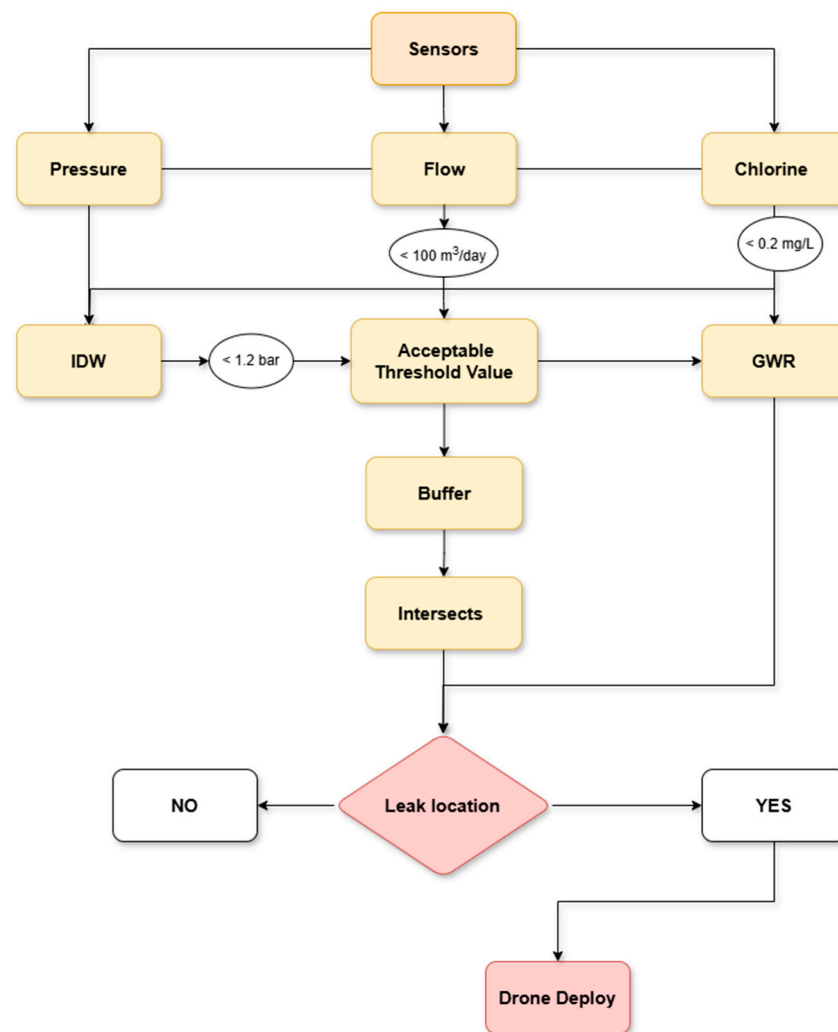 Sensors
Pressure
Flow
Chlorine
< 100 m³/day
< 0.2 mg/L
IDW
< 1.2 bar
Acceptable
Threshold Value
GWR
Buffer
Intersects
NO
Leak location
YES
Drone Deploy